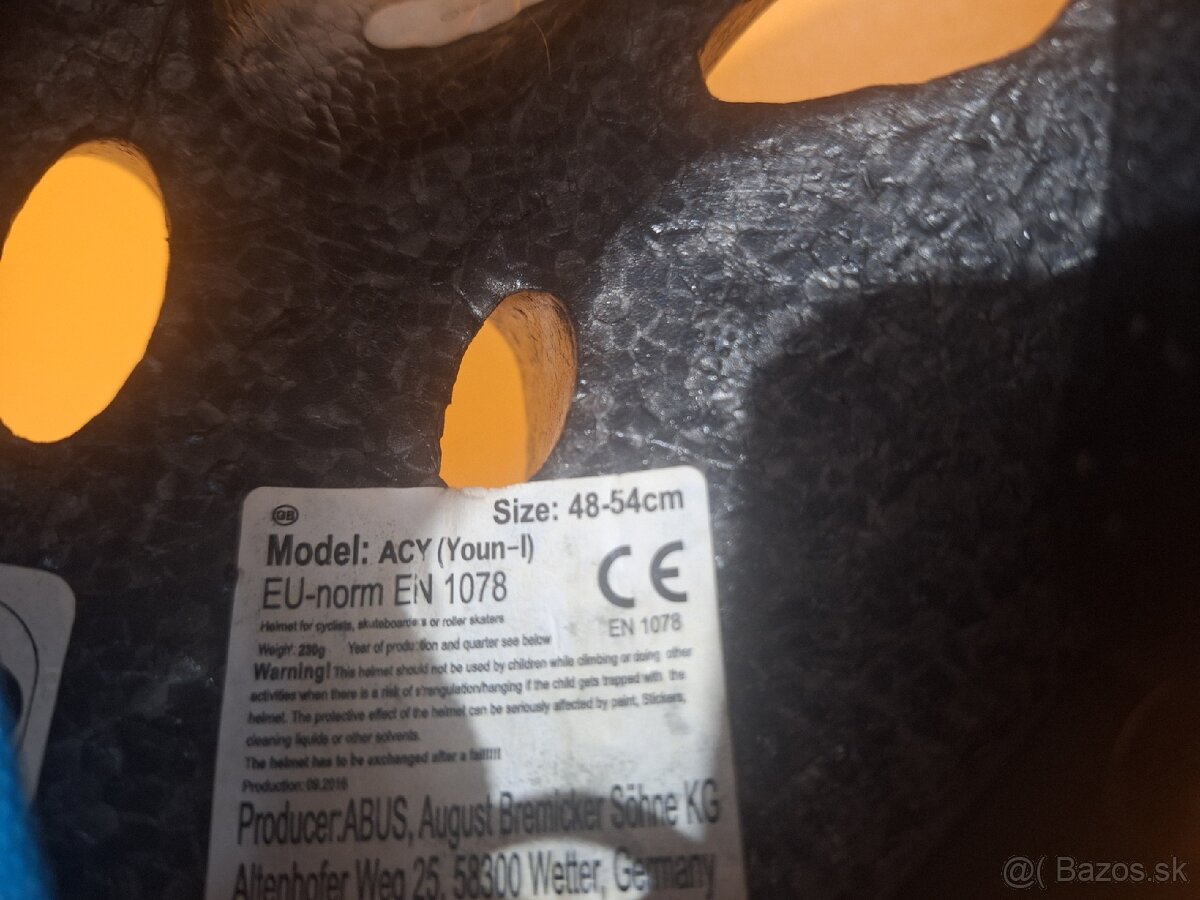 GB
Size: 48-54cm
Model: ACY (Youn-I)
EU-norm EN 1078
CE
EN 1078
Helmet for cyclists, skateboarders or roller skaters
Weight: 230g Year of production and quarter see below
Warning! This helmet should not be used by children while climbing or doing other
activities when there is a risk of strangulation/hanging if the child gets trapped with the
helmet. The protective effect of the helmet can be seriously affected by paint, Stickers,
cleaning liquids or other solvents.
The helmet has to be exchanged after a fall!!!!
Production: 09.2016
Producer:ABUS, August Bremicker Söhne KG
Altenhofer Weg 25, 58300 Wetter, Germany
@( Bazos.sk